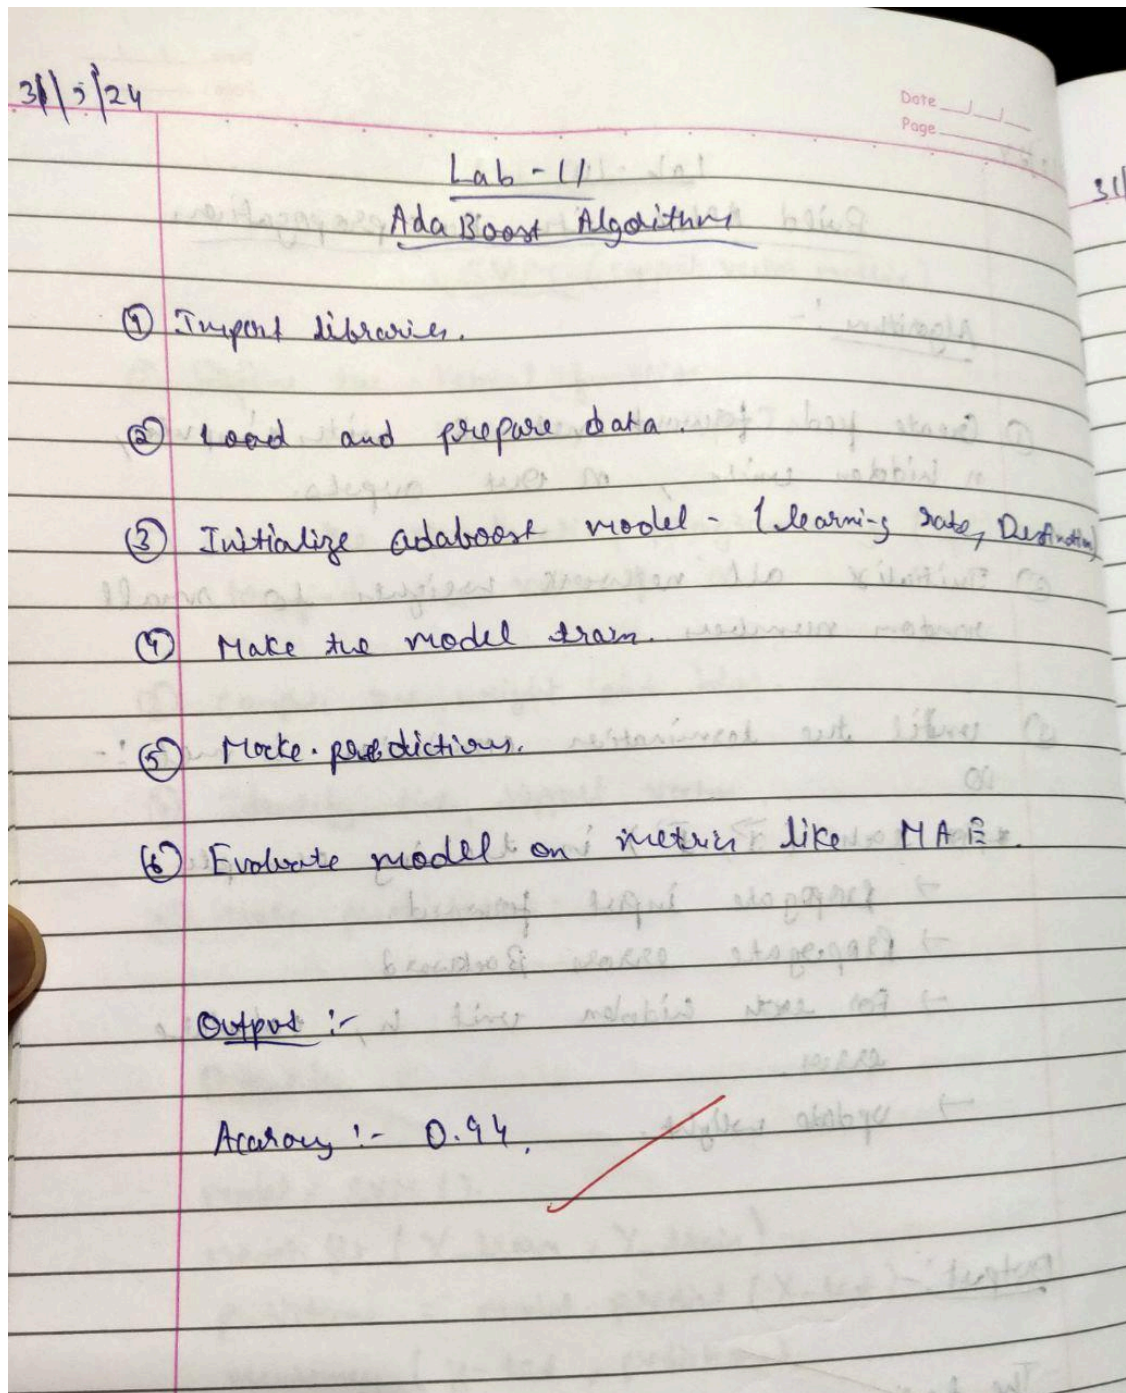 31/5/24
Date
Page
Lab - 11
Ada Boost Algorithm
31
① Import libraries.
② Load and prepare data.
③ Initialize adaboost model - (learning rate,
④ Make the model train.
⑤ Make predictions.
⑥ Evaluate model on metrics like MAE.
Output :-
Accuracy :- 0.94.